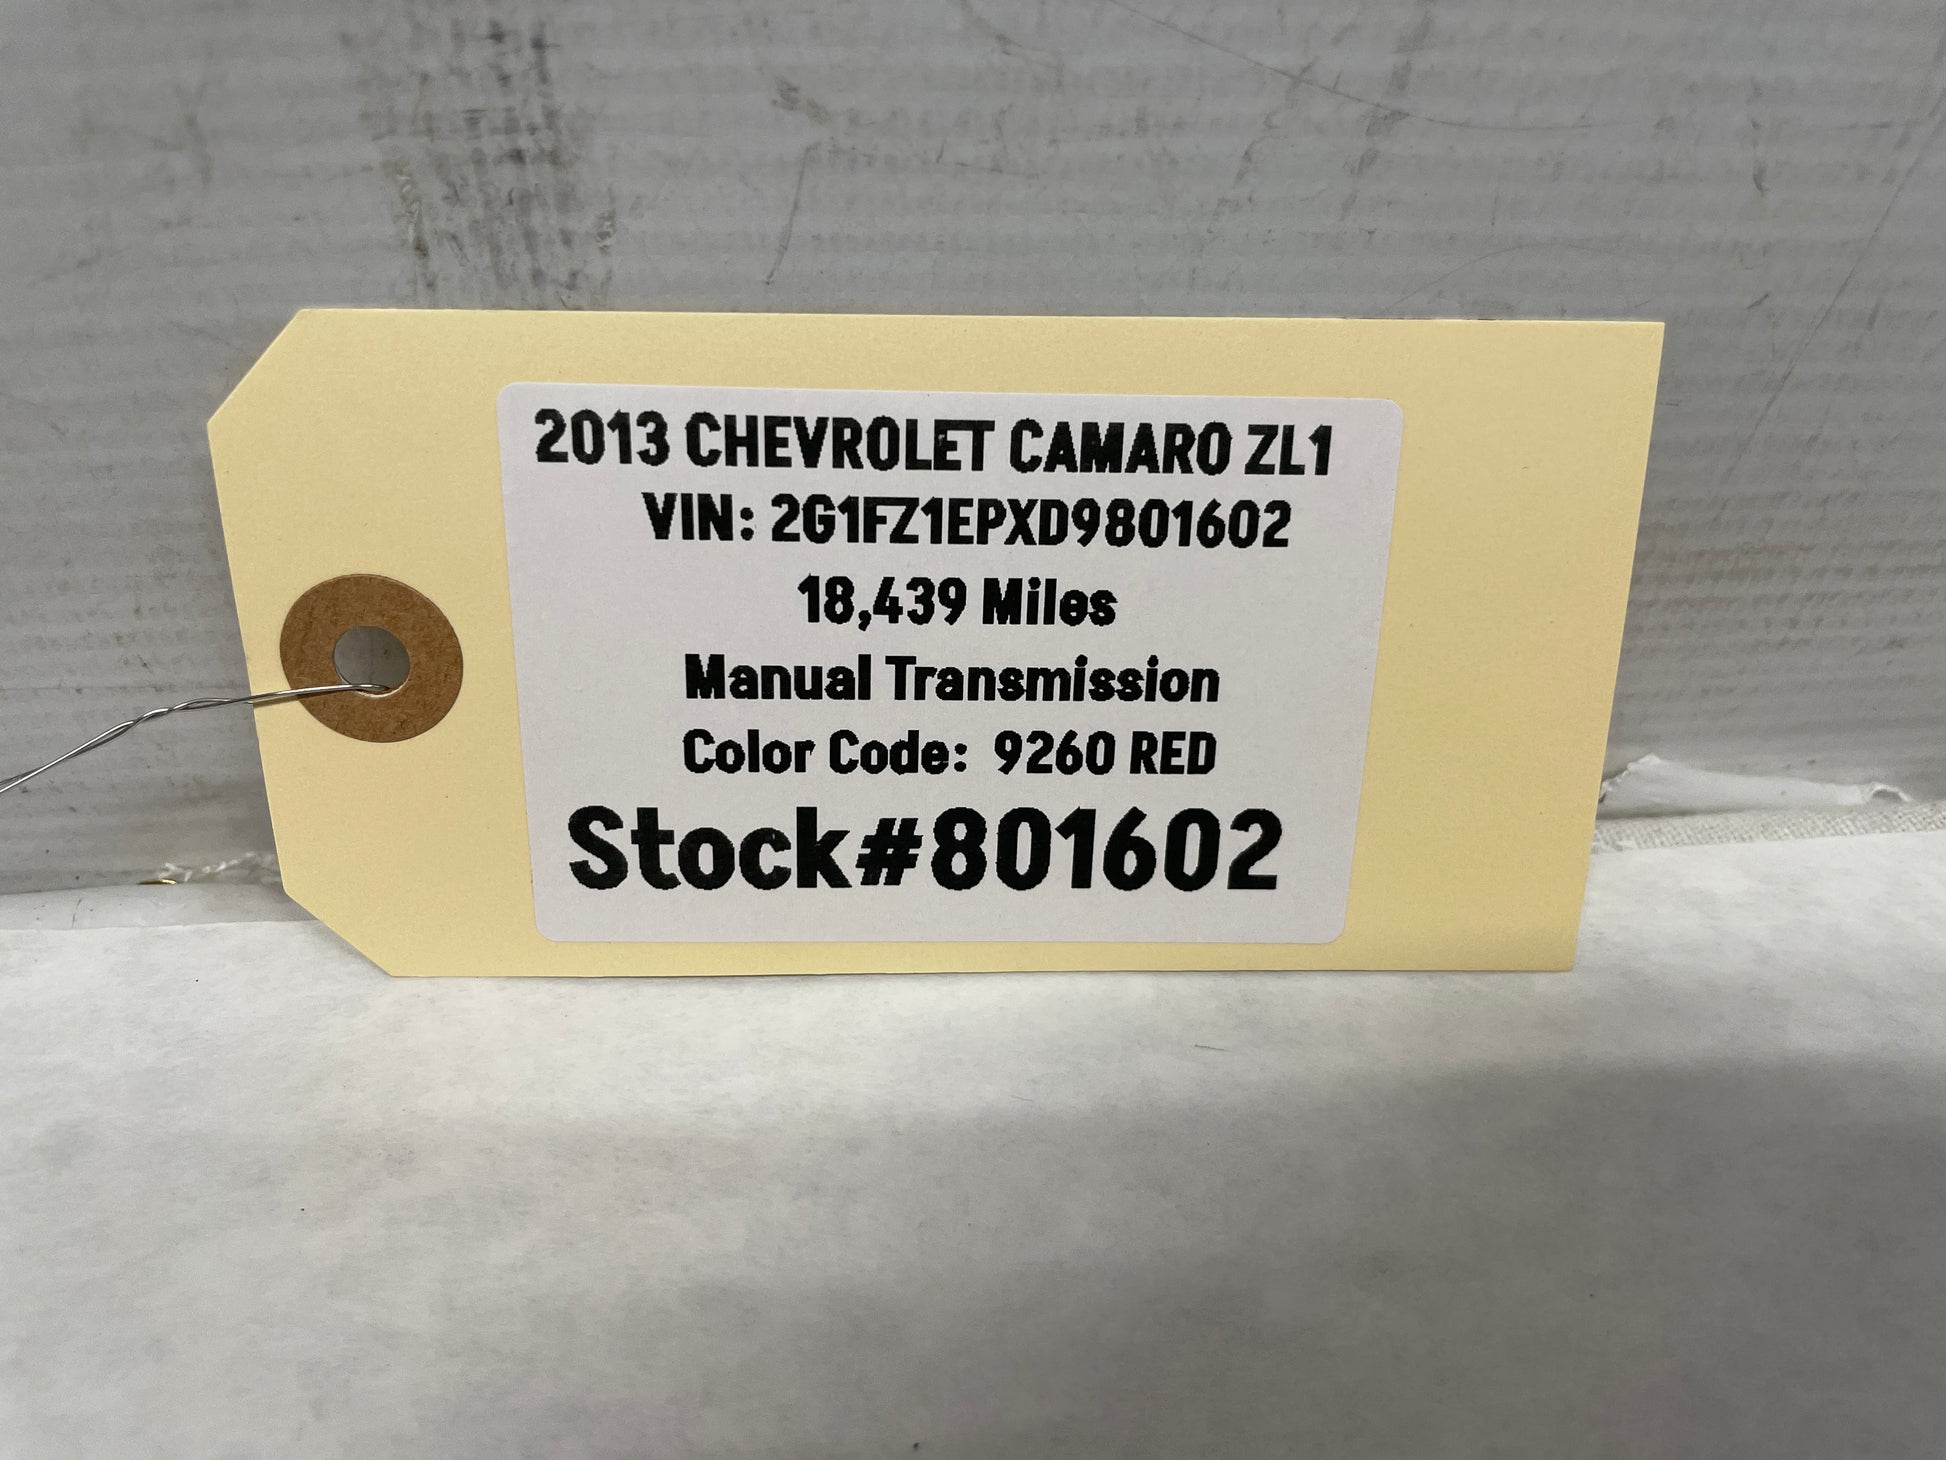 2013 CHEVROLET CAMARO ZL1
VIN: 2G1FZ1EPXD9801602
18,439 Miles
Manual Transmission
Color Code: 9260 RED
Stock#801602